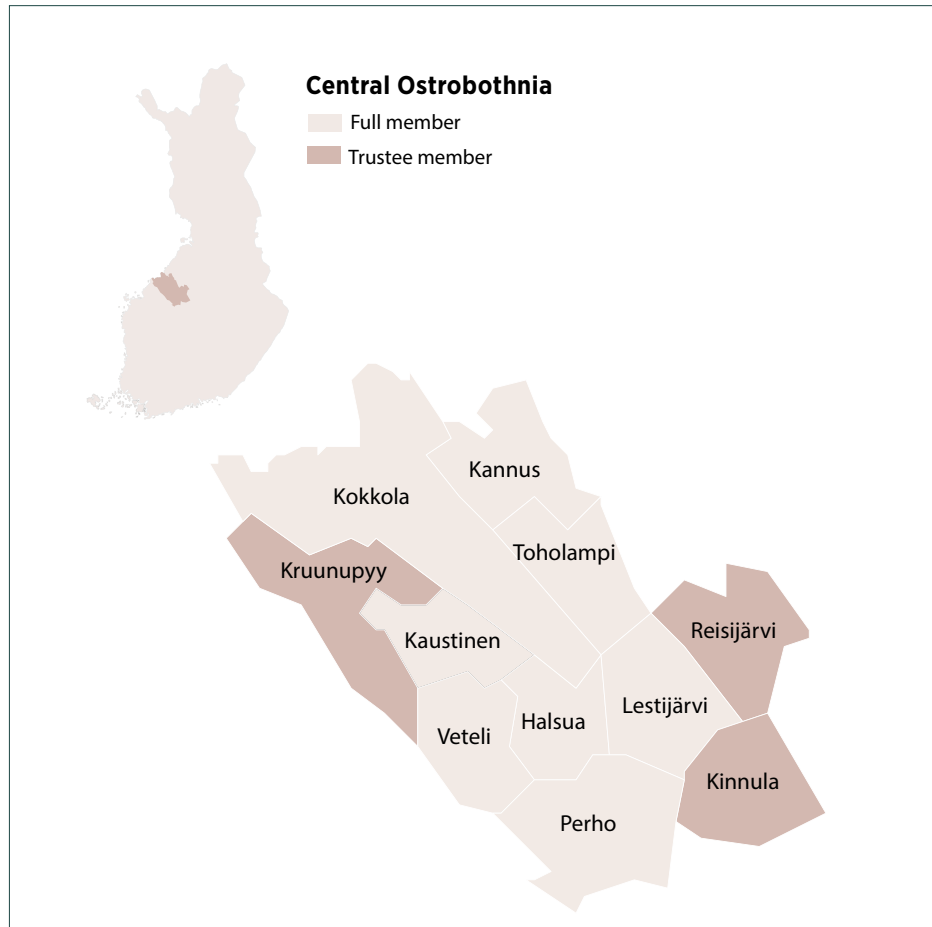 Central Ostrobothnia
Full member
Trustee member
Kannus
Kokkola
Toholampi
Kruunupyy
Reisijärvi
Kaustinen
Lestijärvi
Halsua
Veteli
Kinnula
Perho